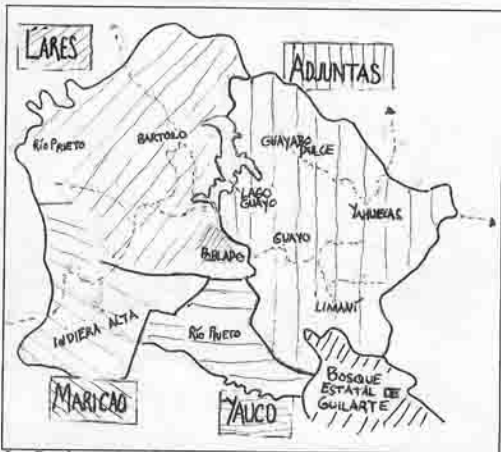 LARES
ADJUNTAS
RÍO PRIETO
BARTOLO
GUAYABO
DULCE
LAGO
GUAYO
YAHUECAS
GUAYO
POBLADO
LIMANÍ
INDIERA ALTA
RÍO PRIETO
BOSQUE
ESTATAL DE
GUILARTE
MARICAO
YAUCO